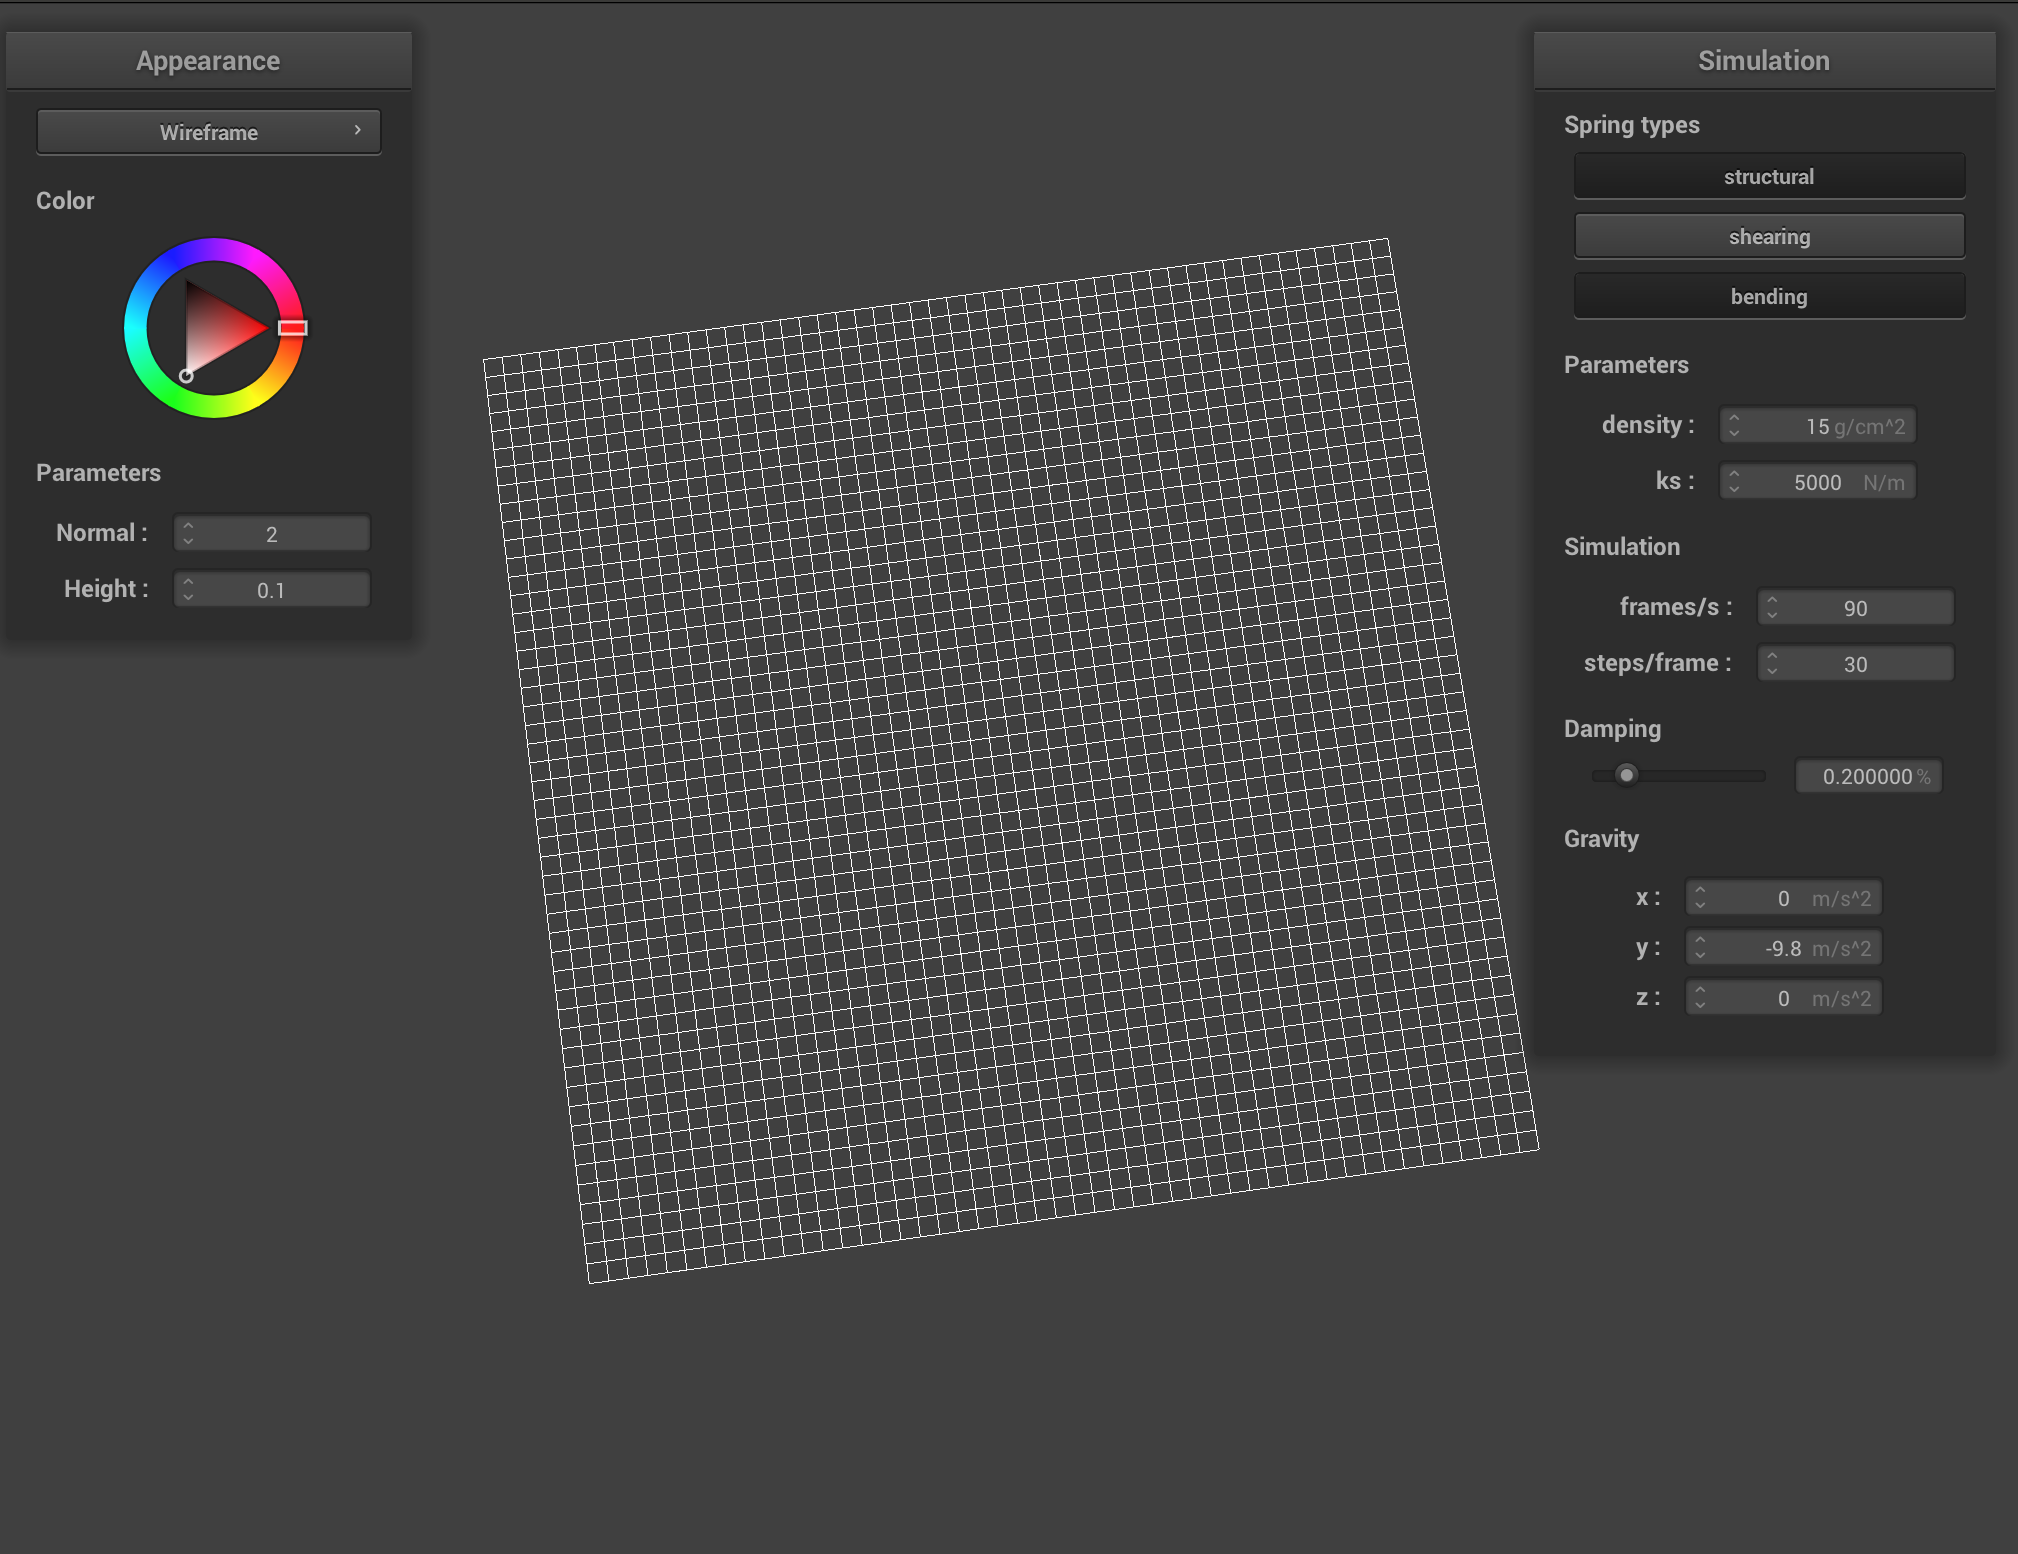 Appearance
Wireframe
Color
Parameters
Normal : 2
Height : 0.1
Simulation
Spring types
structural
shearing
bending
Parameters
density : 15 g/cm^2
ks : 5000 N/m
Simulation
frames/s : 90
steps/frame : 30
Damping
0.200000 %
Gravity
x : 0 m/s^2
y : -9.8 m/s^2
z : 0 m/s^2